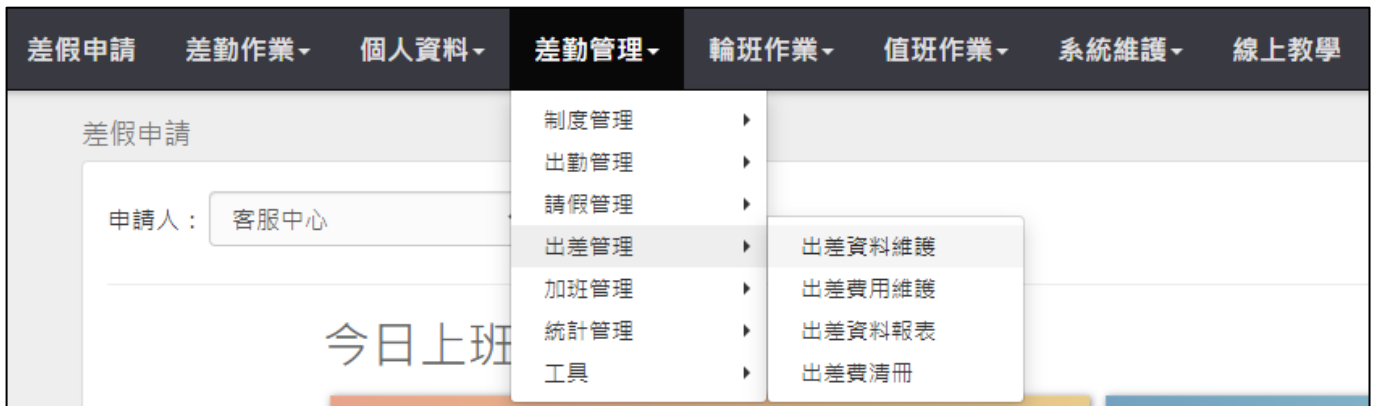 差假申請 差勤作業 個人資料 差勤管理 輪班作業 值班作業 系統維護 線上教學
差假申請
申請人： 客服中心
今日上班
制度管理
出勤管理
請假管理
出差管理
加班管理
統計管理
工具
出差資料維護
出差費用維護
出差資料報表
出差費清冊